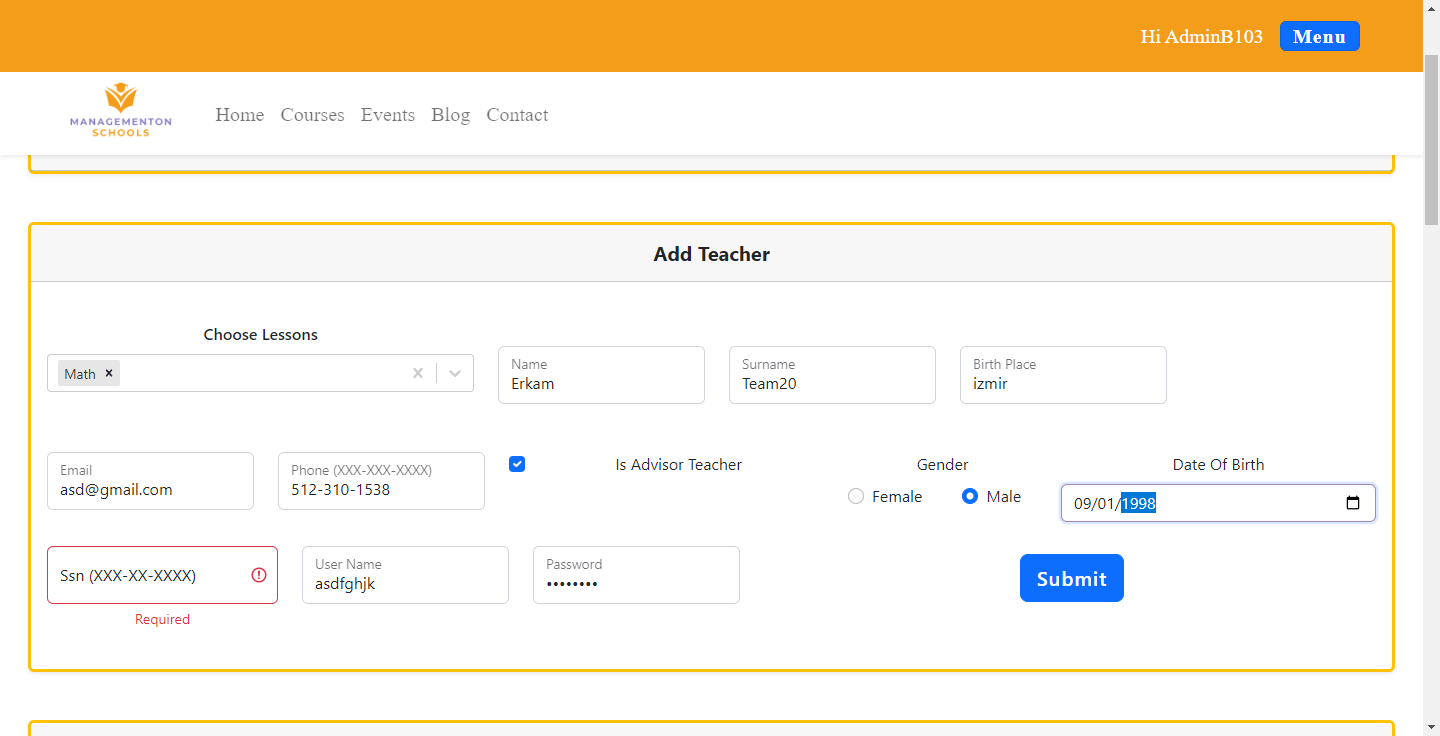 Hi AdminB103 Menu
MANAGEMENTON
SCHOOLS
Home Courses Events Blog Contact
Add Teacher
Choose Lessons
Math
Name
Erkam
Surname
Team20
Birth Place
izmir
Email
asd@gmail.com
Phone (XXX-XXX-XXXX)
512-310-1538
Is Advisor Teacher
Gender
Female Male
Date Of Birth
09/01/1998
Ssn (XXX-XX-XXXX)
Required
User Name
asdfghjk
Password
••••••••
Submit